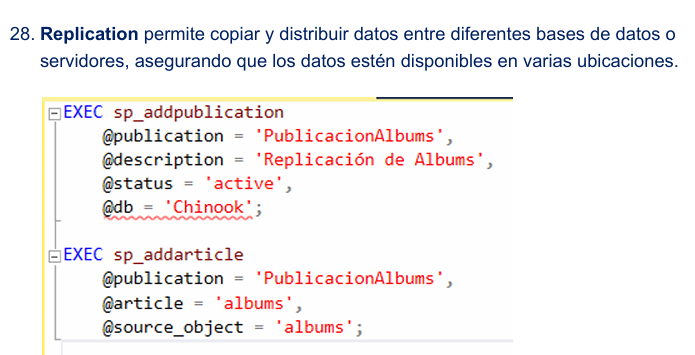 28. Replication permite copiar y distribuir datos entre diferentes bases de datos o
servidores, asegurando que los datos estén disponibles en varias ubicaciones.
EXEC sp_addpublication
@publication = 'PublicacionAlbums',
@description = 'Replicación de Albums',
@status = 'active',
@db = 'Chinook';
EXEC sp_addarticle
@publication = 'PublicacionAlbums',
@article = 'albums',
@source_object = 'albums';